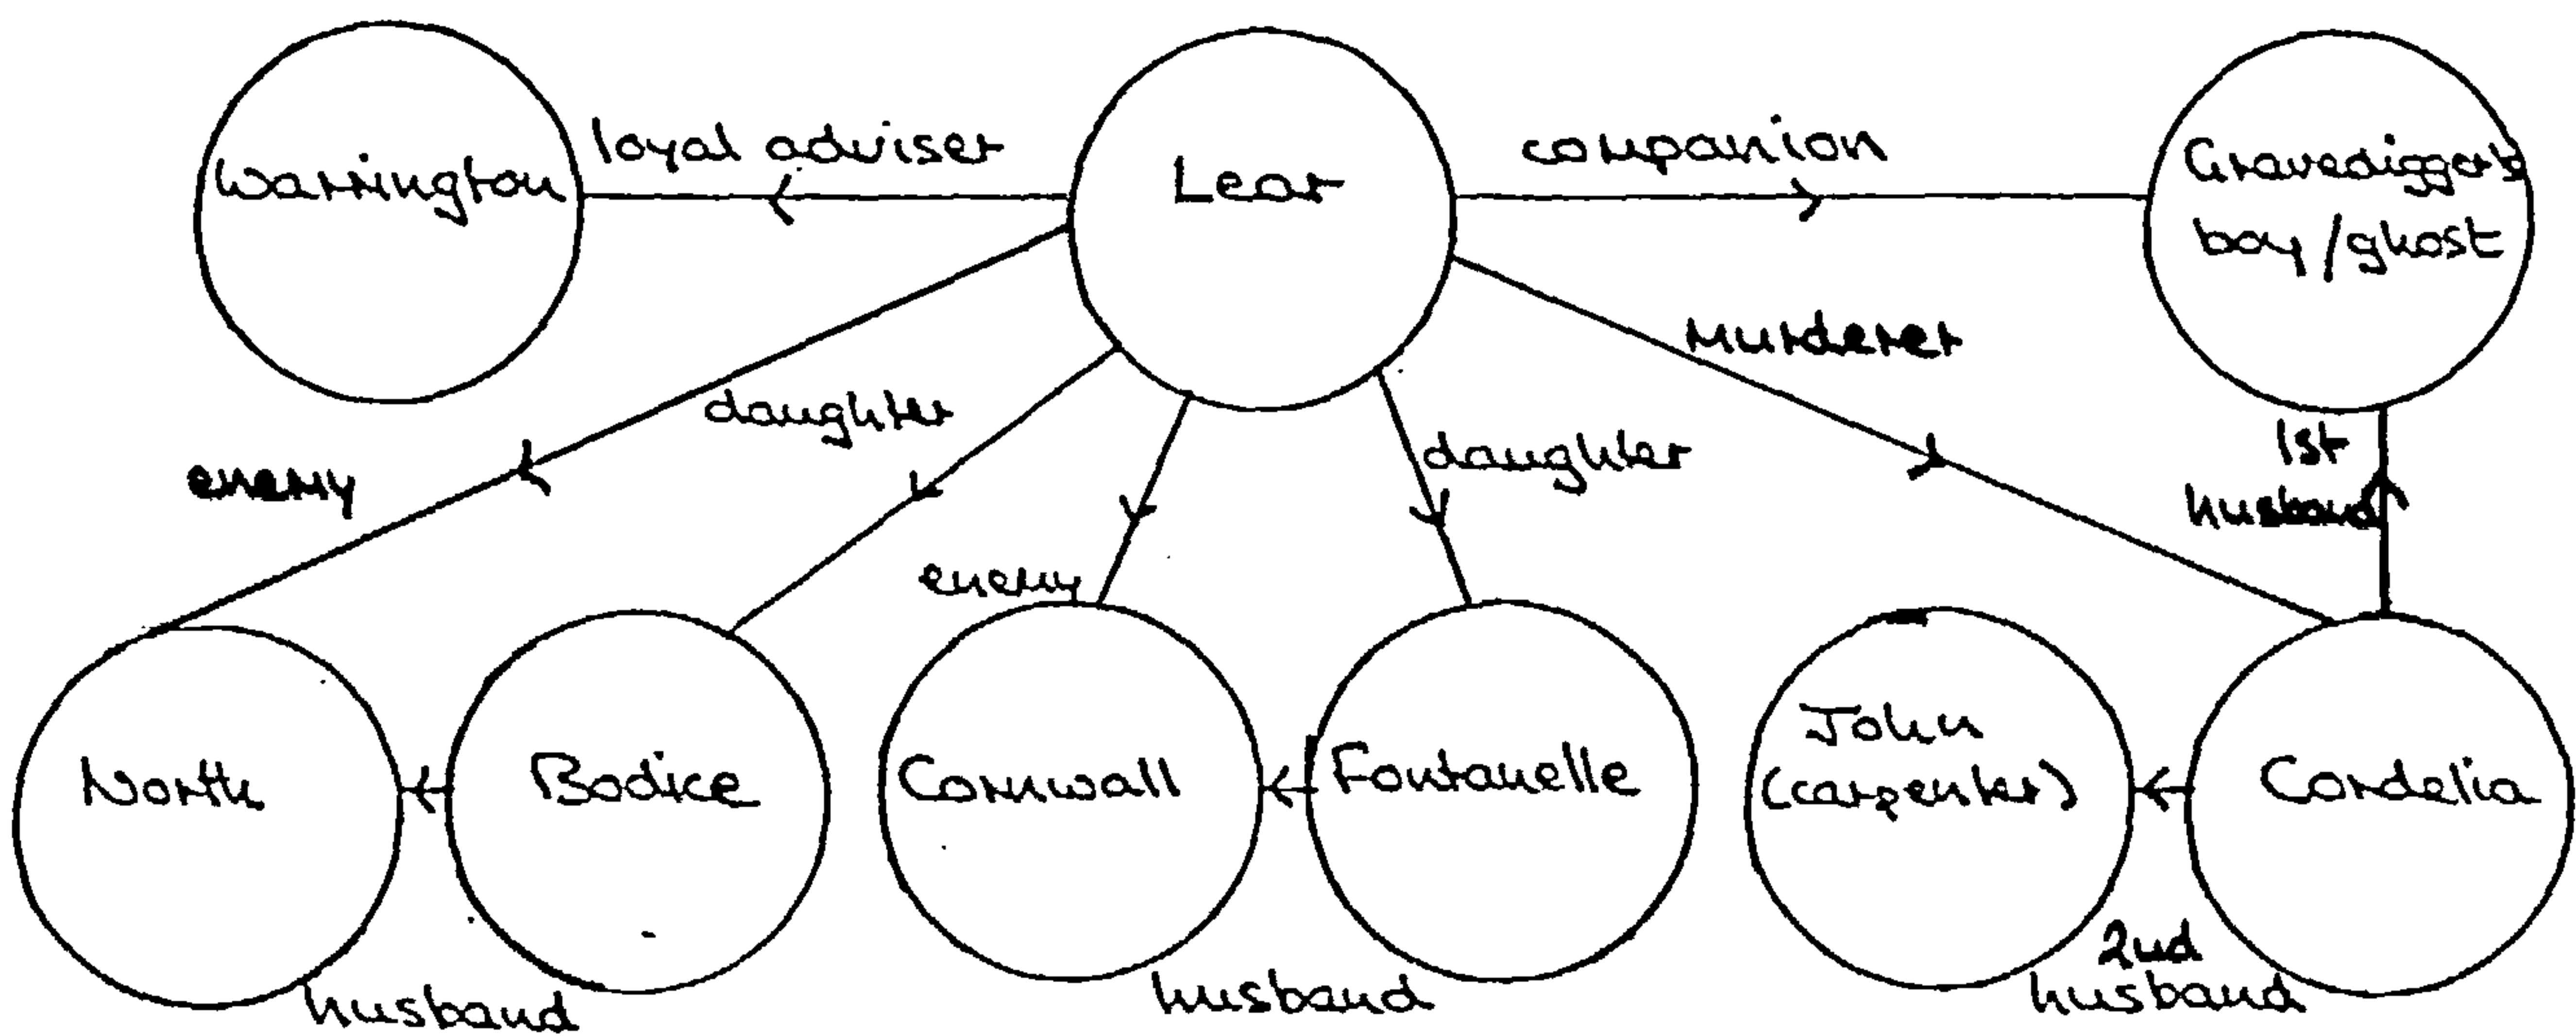 Warrington
loyal adviser
Lear
companion
Gravedigger's
boy/ghost
Murderer
daughter
daughter
enemy
1st
husband
enemy
North
Bodice
Cornwall
Fontanelle
John
(carpenter)
Cordelia
husband
husband
2nd
husband